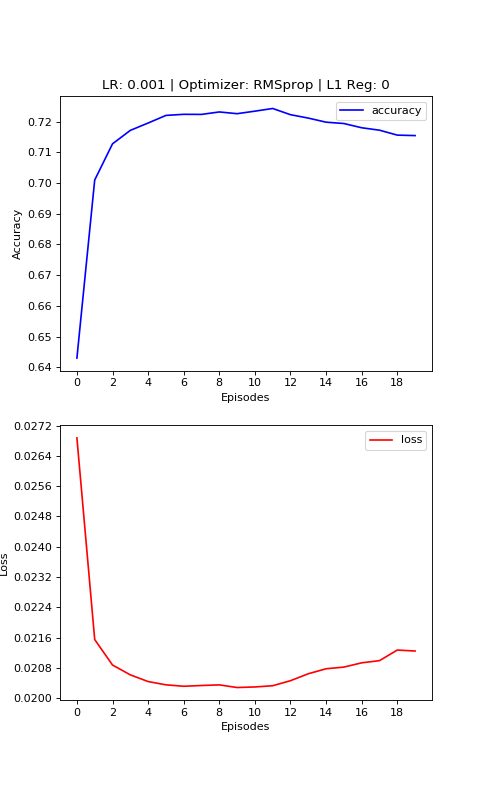 LR: 0.001 | Optimizer: RMSprop | L1 Reg: 0
accuracy
0.72
0.71
0.70
0.69
0.68
0.67
0.66
0.65
0.64
Accuracy
0 2 4 6 8 10 12 14 16 18
Episodes
loss
0.0272
0.0264
0.0256
0.0248
0.0240
0.0232
0.0224
0.0216
0.0208
0.0200
Loss
0 2 4 6 8 10 12 14 16 18
Episodes